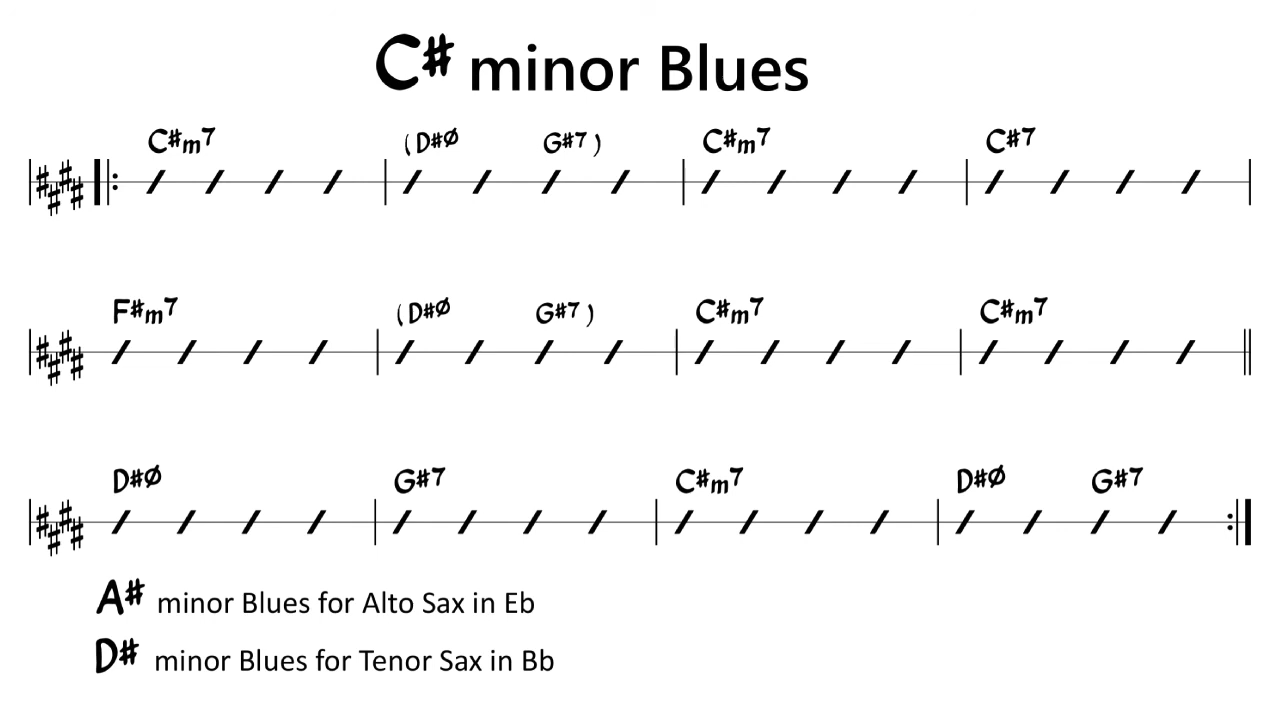 C# minor Blues
C#m7 (D#ø G#7) C#m7 C#7
F#m7 (D#ø G#7) C#m7 C#m7
D#ø G#7 C#m7 D#ø G#7
A# minor Blues for Alto Sax in Eb
D# minor Blues for Tenor Sax in Bb